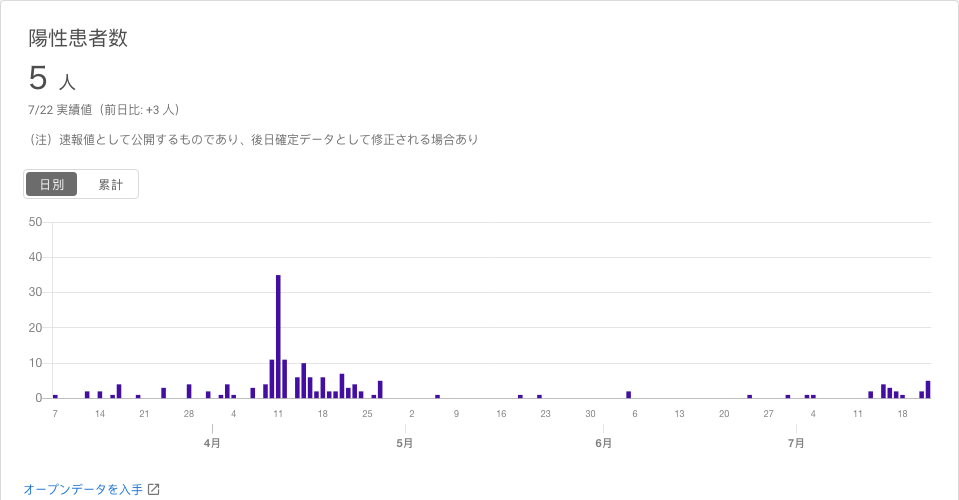 陽性患者数
5 人
7/22 実績値（前日比: +3 人）
（注）速報値として公開するものであり、後日確定データとして修正される場合あり
日別 累計
50
40
30
20
10
0
7 14 21 28 4 11 18 25 2 9 16 23 30 6 13 20 27 4 11 18
4月 5月 6月 7月
オープンデータを入手